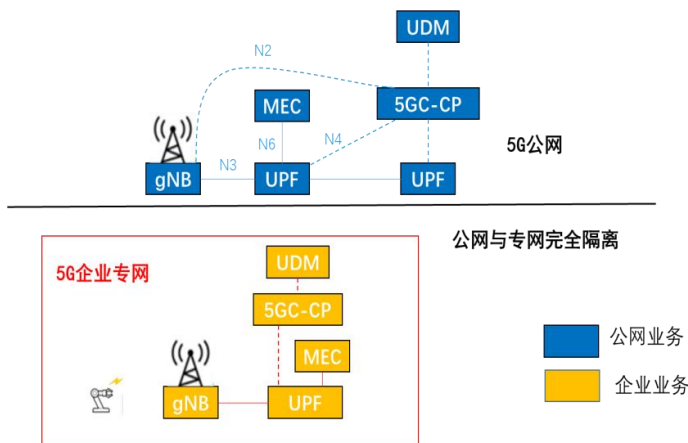 UDM
N2
MEC
5GC-CP
N6
N4
5G公网
N3
gNB
UPF
UPF
公网与专网完全隔离
UDM
5G企业专网
5GC-CP
公网业务
MEC
企业业务
gNB
UPF